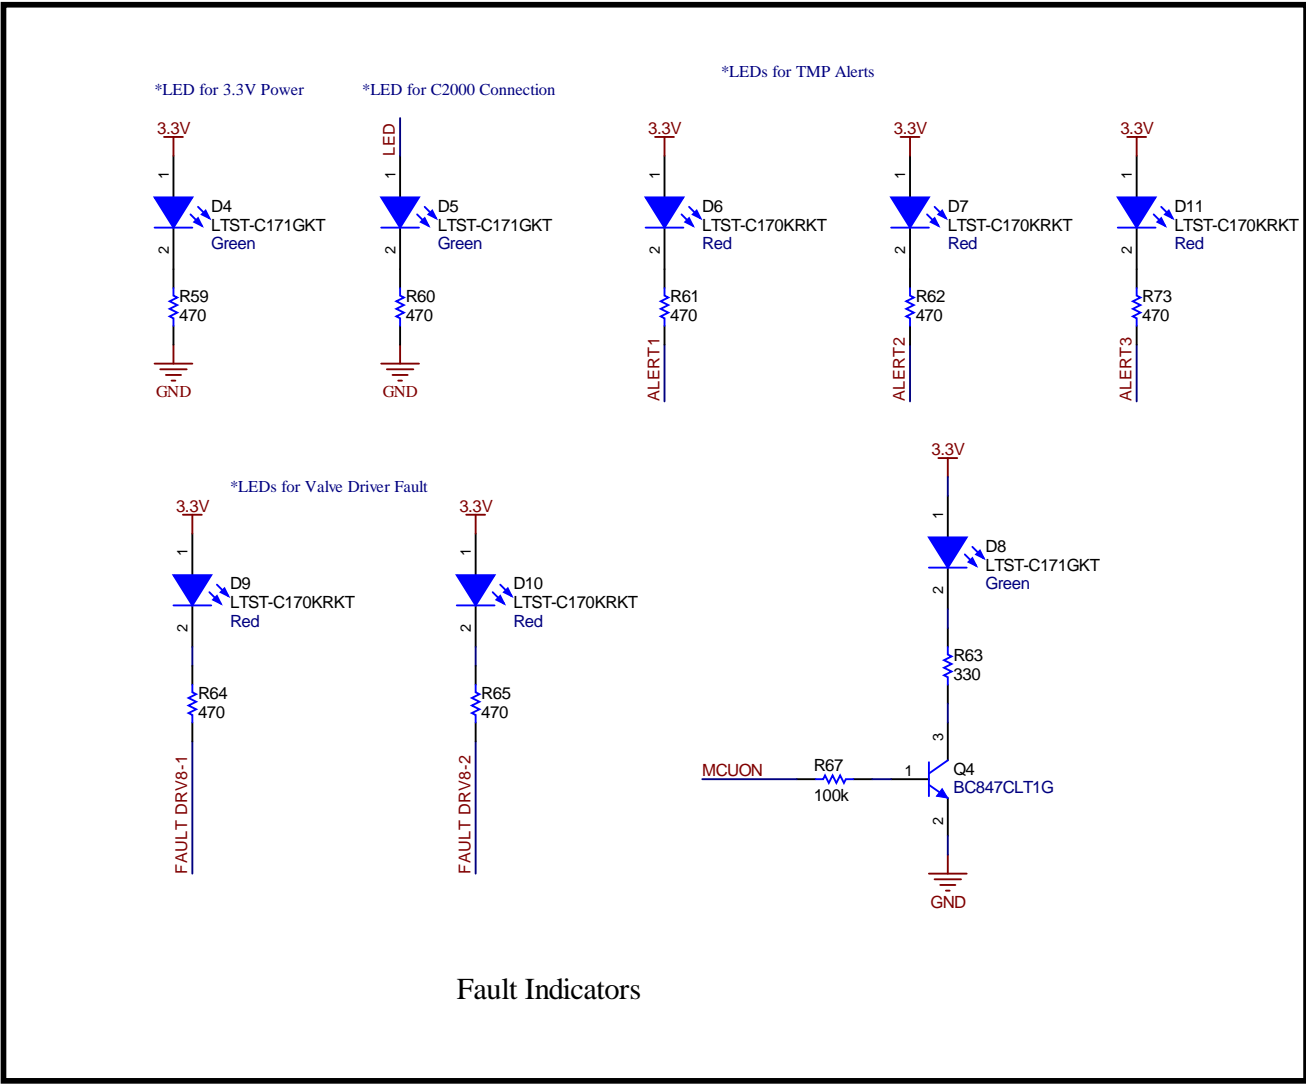 *LED for 3.3V Power
*LED for C2000 Connection
*LEDs for TMP Alerts
3.3V
1
D4
LTST-C171GKT
Green
2
R59
470
GND
LED
1
D5
LTST-C171GKT
Green
2
R60
470
GND
3.3V
1
D6
LTST-C170KRKT
Red
2
R61
470
ALERT1
3.3V
1
D7
LTST-C170KRKT
Red
2
R62
470
ALERT2
3.3V
1
D11
LTST-C170KRKT
Red
2
R73
470
ALERT3
*LEDs for Valve Driver Fault
3.3V
1
D9
LTST-C170KRKT
Red
2
R64
470
FAULT DRV8-1
3.3V
1
D10
LTST-C170KRKT
Red
2
R65
470
FAULT DRV8-2
3.3V
1
D8
LTST-C171GKT
Green
2
R63
330
3
MCUON
R67
100k
1
Q4
BC847CLT1G
2
GND
Fault Indicators